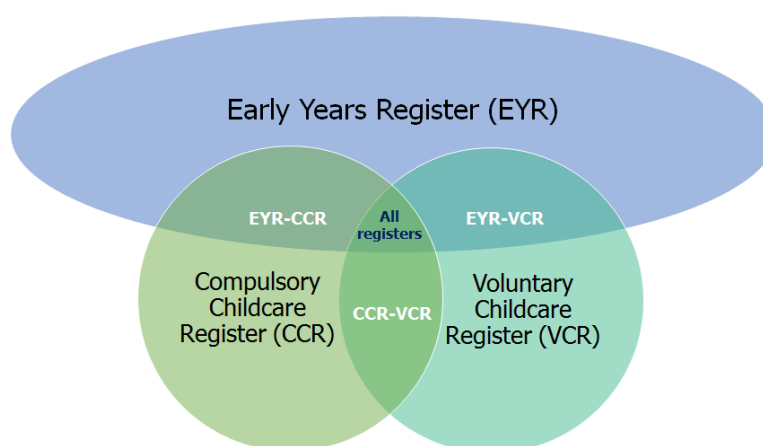 Early Years Register (EYR)
EYR-CCR
All
registers
EYR-VCR
Compulsory
Childcare
Register (CCR)
CCR-VCR
Voluntary
Childcare
Register (VCR)